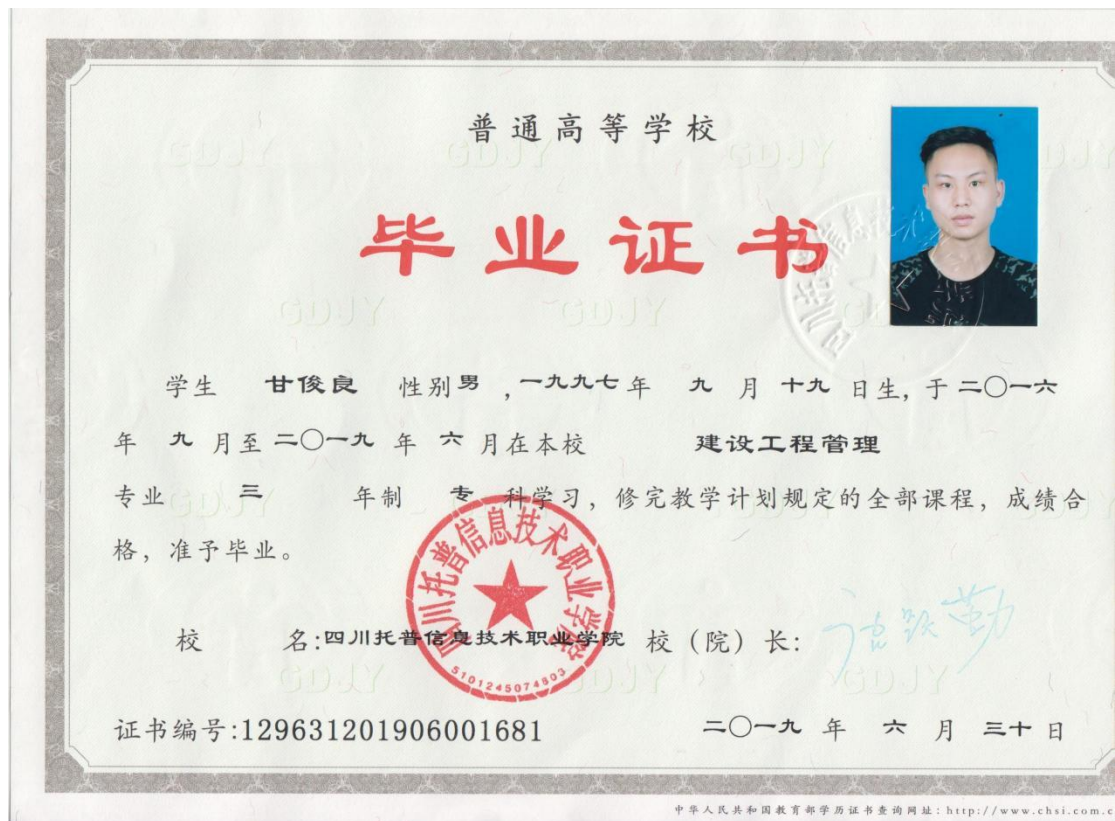 普通高等学校
毕业证书
学生 甘俊良 性别男，一九九七年 九 月十九日生，于二〇一六
年 九 月至二〇一九 年 六 月在本校 建设工程管理
专业 三 年制 专 科学习，修完教学计划规定的全部课程，成绩合
格，准予毕业。
四川托普信息技术职业学院
校 名:四川托普信息技术职业学院 校（院）长:
5101245074803
证书编号:129631201906001681 二〇一九 年 六 月 三十 日
中华人民共和国教育部学历证书查询网址：http://www.chsi.com.c
GDJY